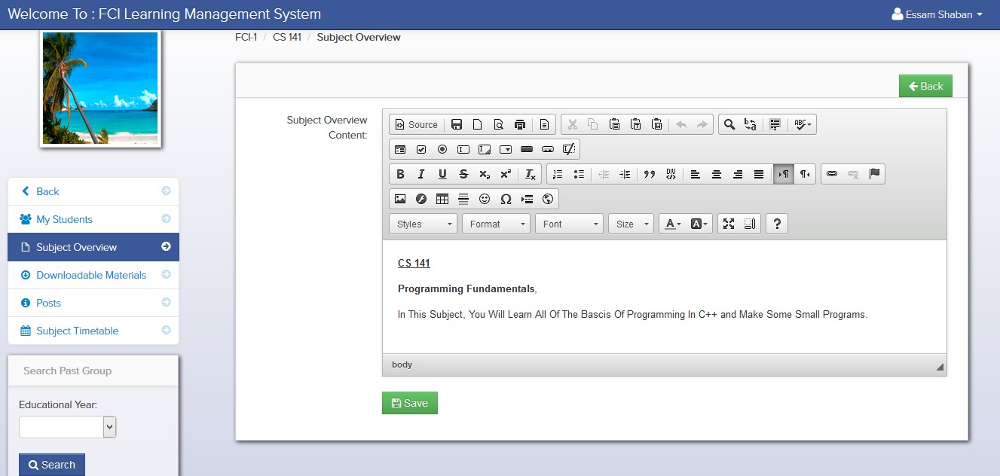 Welcome To : FCI Learning Management System
Essam Shaban
FCI-1 / CS 141 / Subject Overview
Back
Subject Overview Content:
Source
Styles Format Font Size
CS 141
Programming Fundamentals,
In This Subject, You Will Learn All Of The Bascis Of Programming In C++ and Make Some Small Programs.
body
Save
Back
My Students
Subject Overview
Downloadable Materials
Posts
Subject Timetable
Search Past Group
Educational Year:
Search